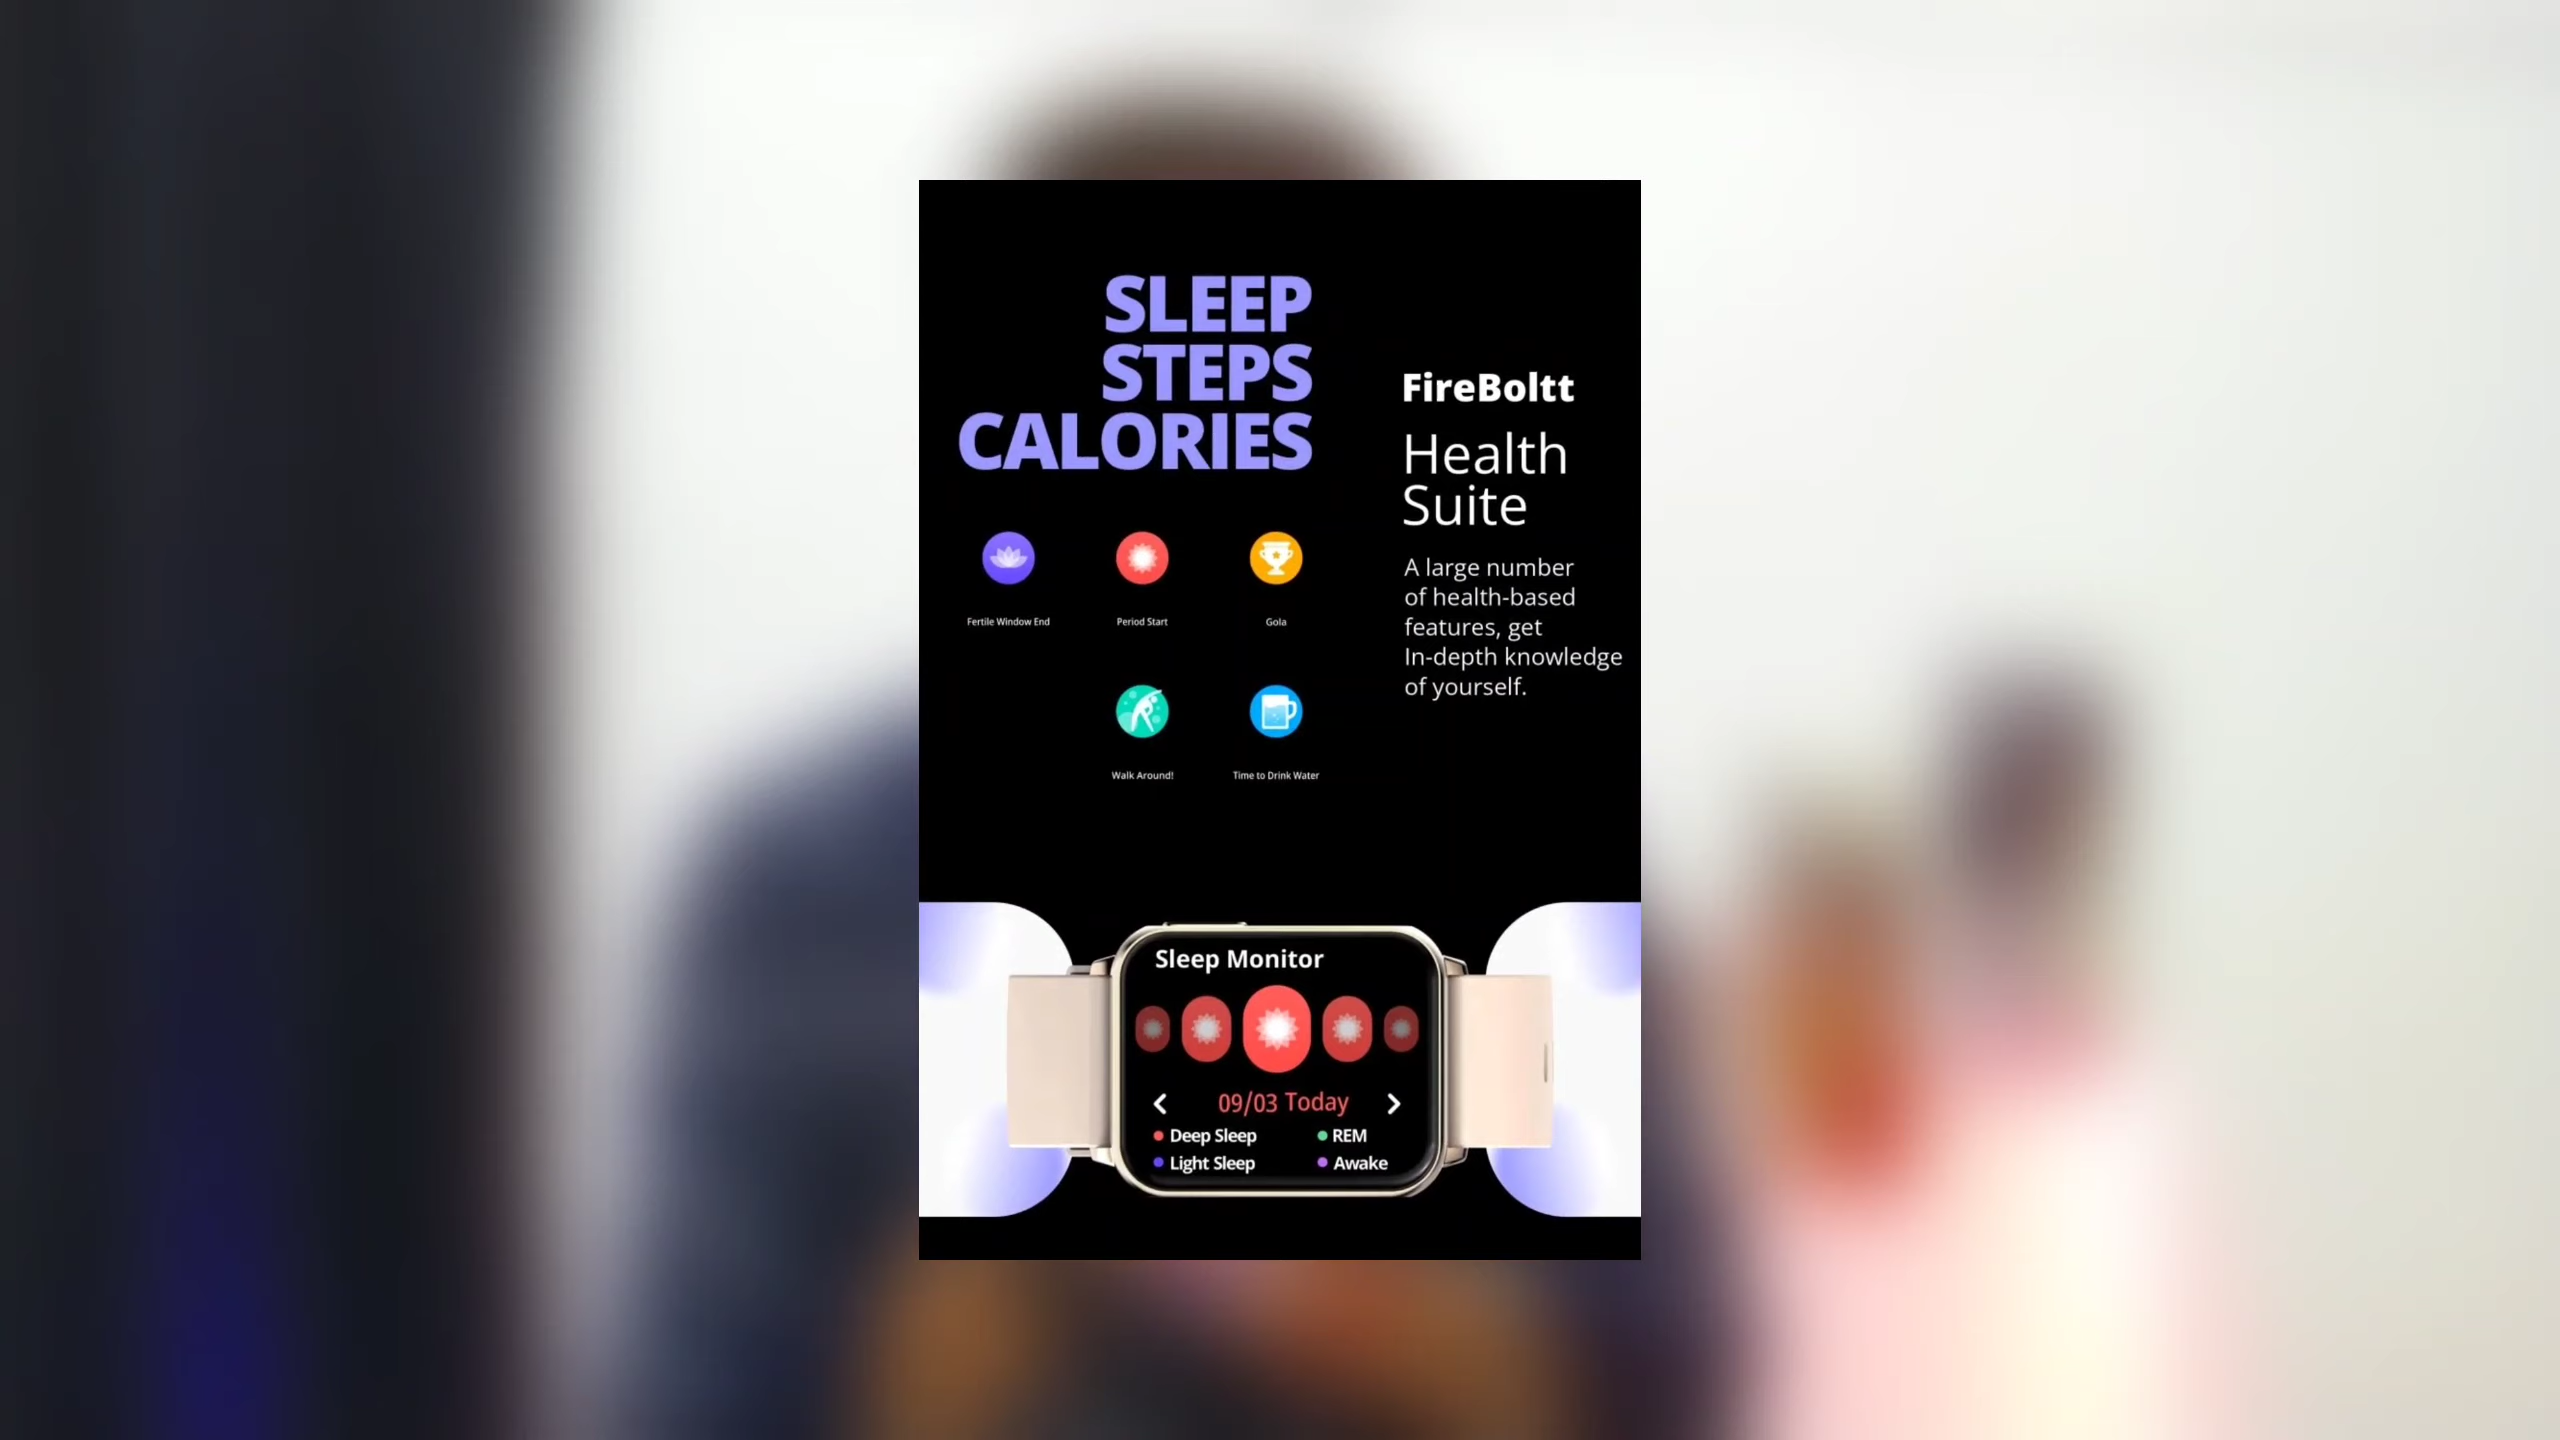 SLEEP
STEPS
CALORIES
Fertile Window End
Period Start
Gola
Walk Around!
Time to Drink Water
FireBoltt
Health
Suite
A large number
of health-based
features, get
In-depth knowledge
of yourself.
Sleep Monitor
09/03 Today
Deep Sleep
REM
Light Sleep
Awake